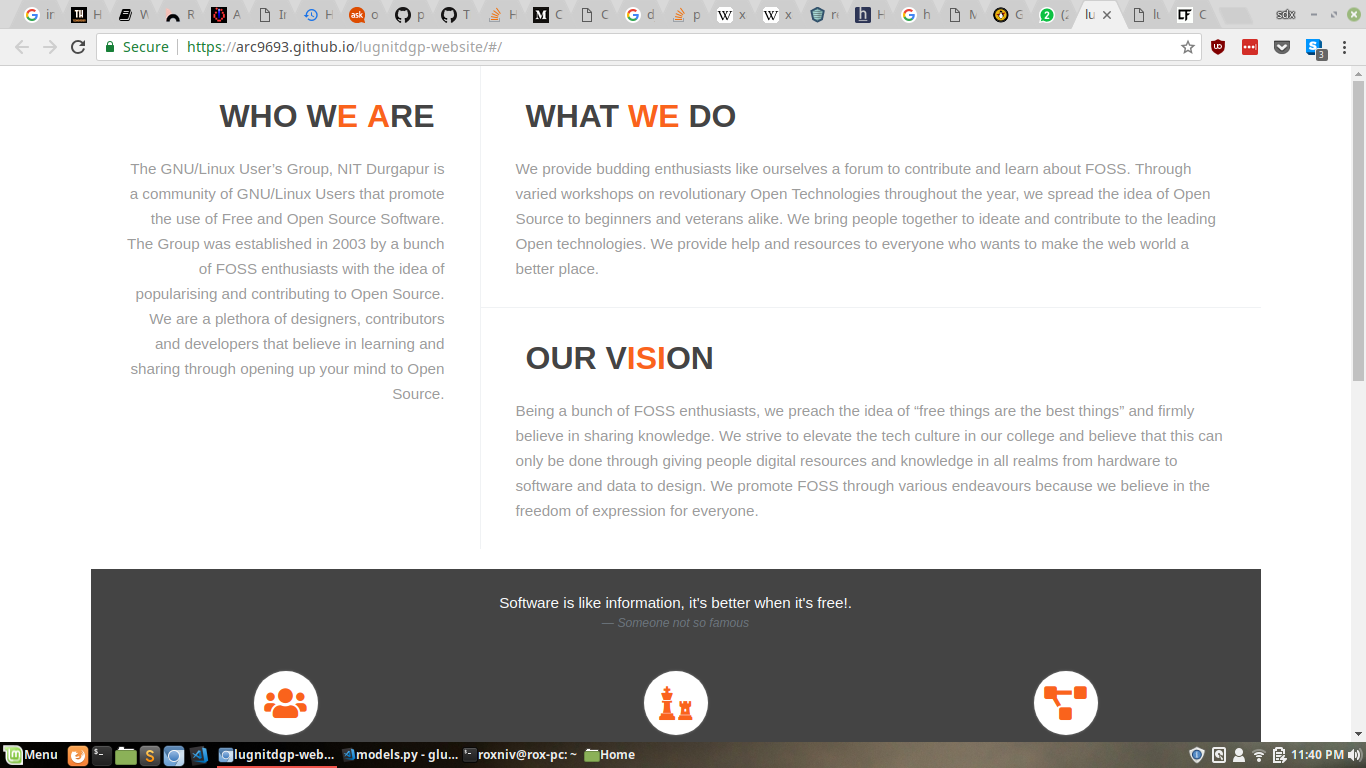 in
H
W
R
A
In
H
ask
o
p
T
H
C
C
d
p
W
x
W
x
r
h
H
h
M
G
2
(2
lu
lu
CF
C
sdx
Secure
https://arc9693.github.io/lugnitdgp-website/#/
3
WHO WE ARE
The GNU/Linux User’s Group, NIT Durgapur is
a community of GNU/Linux Users that promote
the use of Free and Open Source Software.
The Group was established in 2003 by a bunch
of FOSS enthusiasts with the idea of
popularising and contributing to Open Source.
We are a plethora of designers, contributors
and developers that believe in learning and
sharing through opening up your mind to Open
Source.
WHAT WE DO
We provide budding enthusiasts like ourselves a forum to contribute and learn about FOSS. Through
varied workshops on revolutionary Open Technologies throughout the year, we spread the idea of Open
Source to beginners and veterans alike. We bring people together to ideate and contribute to the leading
Open technologies. We provide help and resources to everyone who wants to make the web world a
better place.
OUR VISION
Being a bunch of FOSS enthusiasts, we preach the idea of “free things are the best things” and firmly
believe in sharing knowledge. We strive to elevate the tech culture in our college and believe that this can
only be done through giving people digital resources and knowledge in all realms from hardware to
software and data to design. We promote FOSS through various endeavours because we believe in the
freedom of expression for everyone.
Software is like information, it's better when it's free!.
— Someone not so famous
Menu
lugnitdgp-web...
models.py - glu...
roxniv@rox-pc: ~
Home
11:40 PM